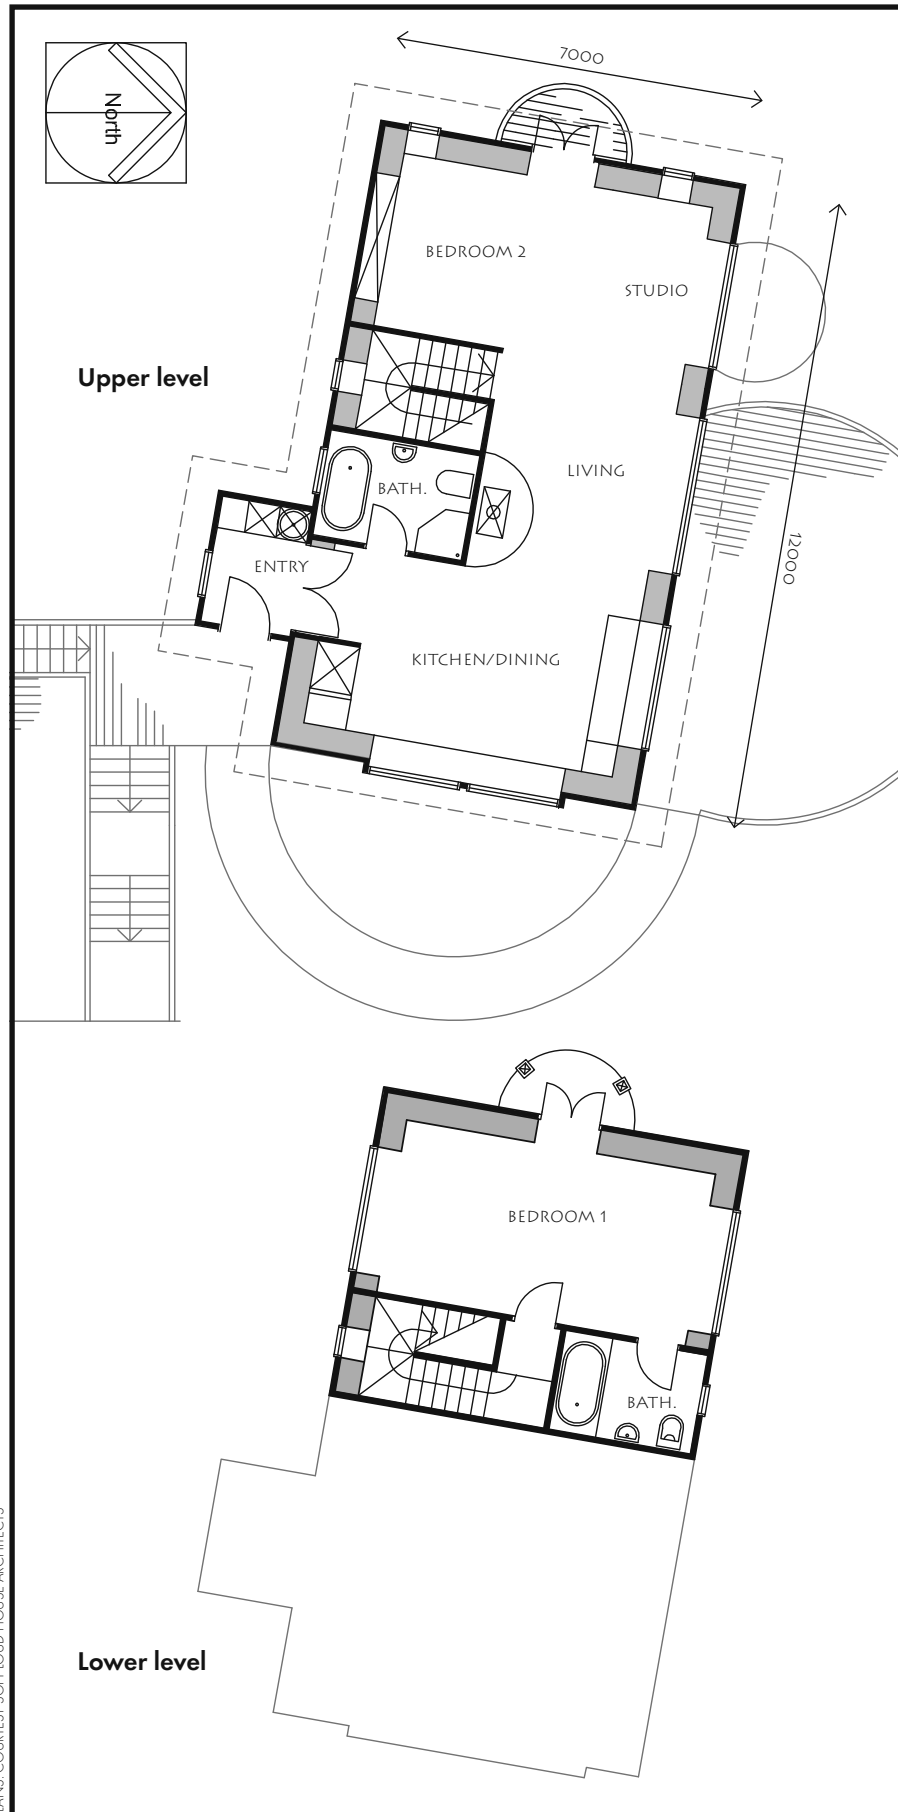 North
7000
BEDROOM 2
STUDIO
Upper level
LIVING
BATH.
12000
ENTRY
KITCHEN/DINING
BEDROOM 1
BATH.
Lower level